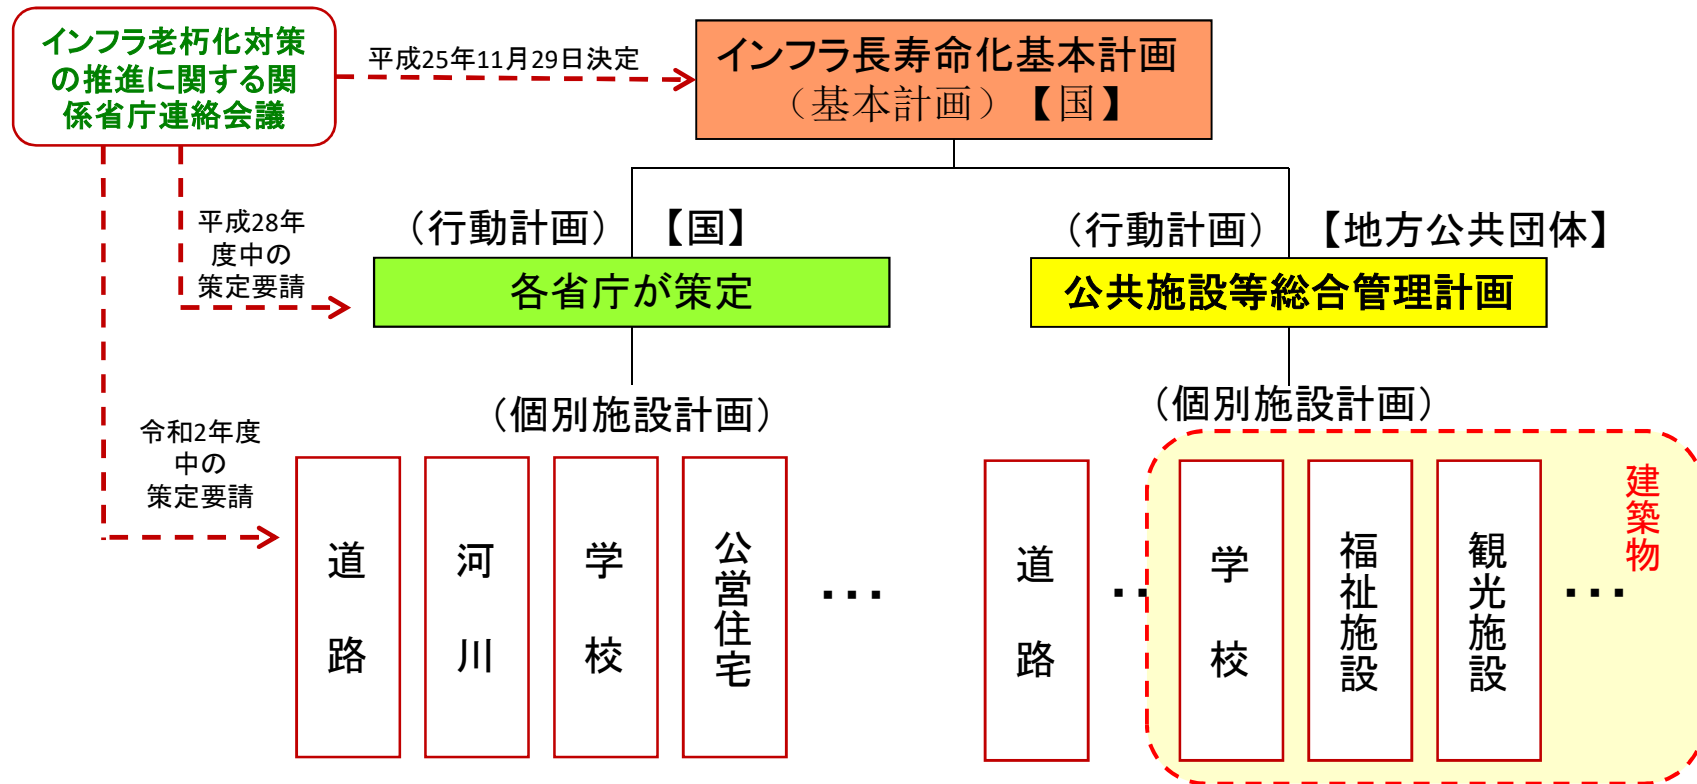 インフラ老朽化対策
の推進に関する関
係省庁連絡会議
平成25年11月29日決定
インフラ長寿命化基本計画
（基本計画）【国】
平成28年
度中の
策定要請
（行動計画）【国】
各省庁が策定
（行動計画）【地方公共団体】
公共施設等総合管理計画
令和2年度
中の
策定要請
（個別施設計画）
道路
河川
学校
公営住宅
･･･
（個別施設計画）
道路
･･
学校
福祉施設
観光施設
･･･
建築物